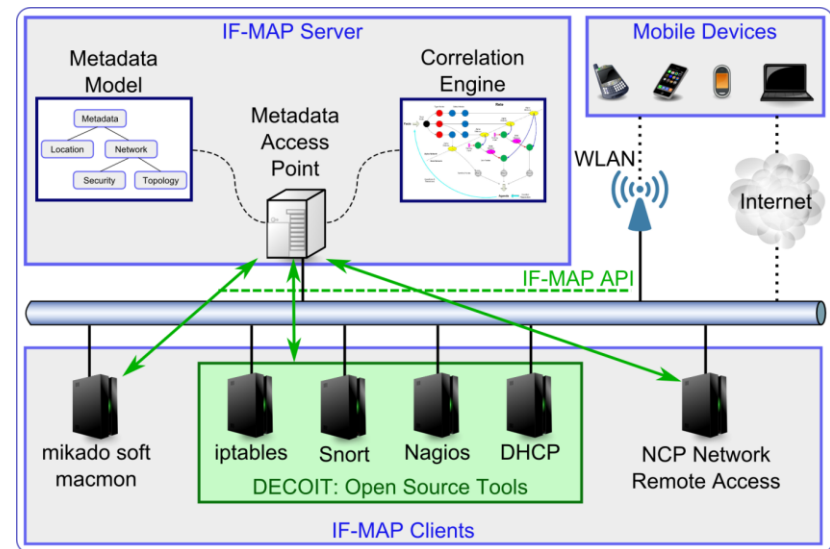 IF-MAP Server
Mobile Devices
Metadata
Model
Metadata
Location
Network
Security
Topology
Metadata
Access
Point
Correlation
Engine
WLAN
Internet
IF-MAP API
mikado soft
macmon
iptables
Snort
Nagios
DHCP
DECOIT: Open Source Tools
NCP Network
Remote Access
IF-MAP Clients